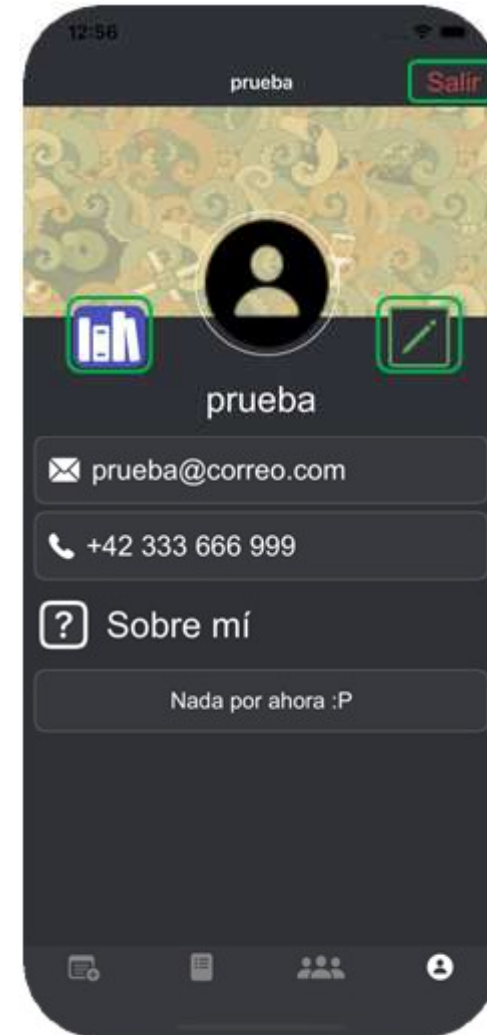 12:56
prueba
Salir
prueba
prueba@correo.com
+42 333 666 999
? Sobre mí
Nada por ahora :P